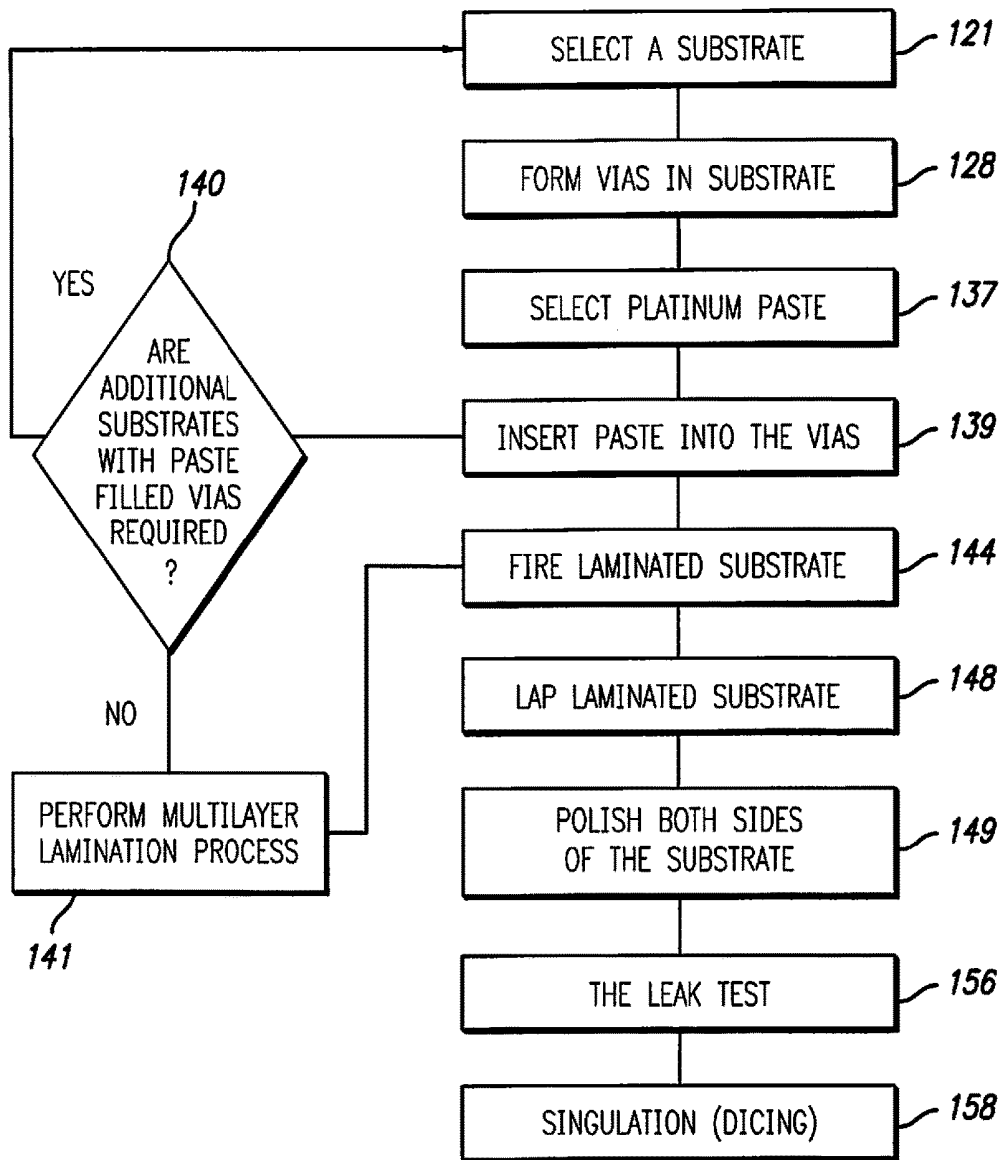 SELECT A SUBSTRATE
121
FORM VIAS IN SUBSTRATE
128
SELECT PLATINUM PASTE
137
INSERT PASTE INTO THE VIAS
139
140
YES
ARE
ADDITIONAL
SUBSTRATES
WITH PASTE
FILLED VIAS
REQUIRED
?
NO
PERFORM MULTILAYER
LAMINATION PROCESS
141
FIRE LAMINATED SUBSTRATE
144
LAP LAMINATED SUBSTRATE
148
POLISH BOTH SIDES
OF THE SUBSTRATE
149
THE LEAK TEST
156
SINGULATION (DICING)
158